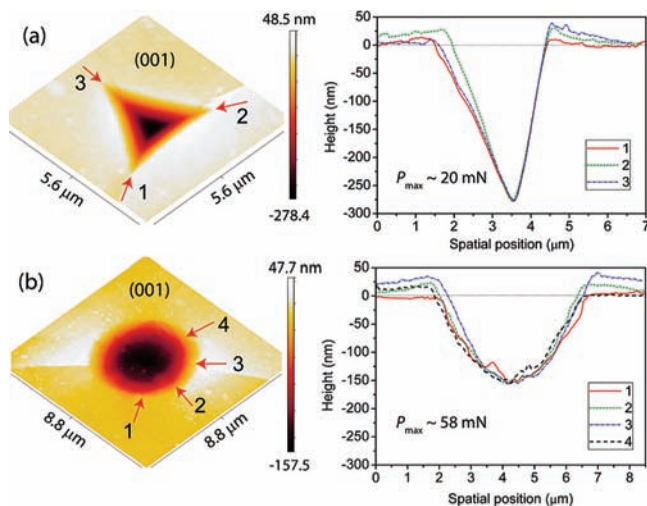 (a)
(001)
48.5 nm
3
2
1
5.6 µm
5.6 µm
-278.4
Height (nm)
50
25
0
-50
-100
-150
-200
-250
-300
Pmax ~ 20 mN
1
2
3
0 1 2 3 4 5 6 7
Spatial position (µm)
(b)
(001)
47.7 nm
4
3
2
1
8.8 µm
8.8 µm
-157.5
Height (nm)
50
0
-50
-100
-150
-200
-250
-300
Pmax ~ 58 mN
1
2
3
4
0 1 2 3 4 5 6 7 8
Spatial position (µm)